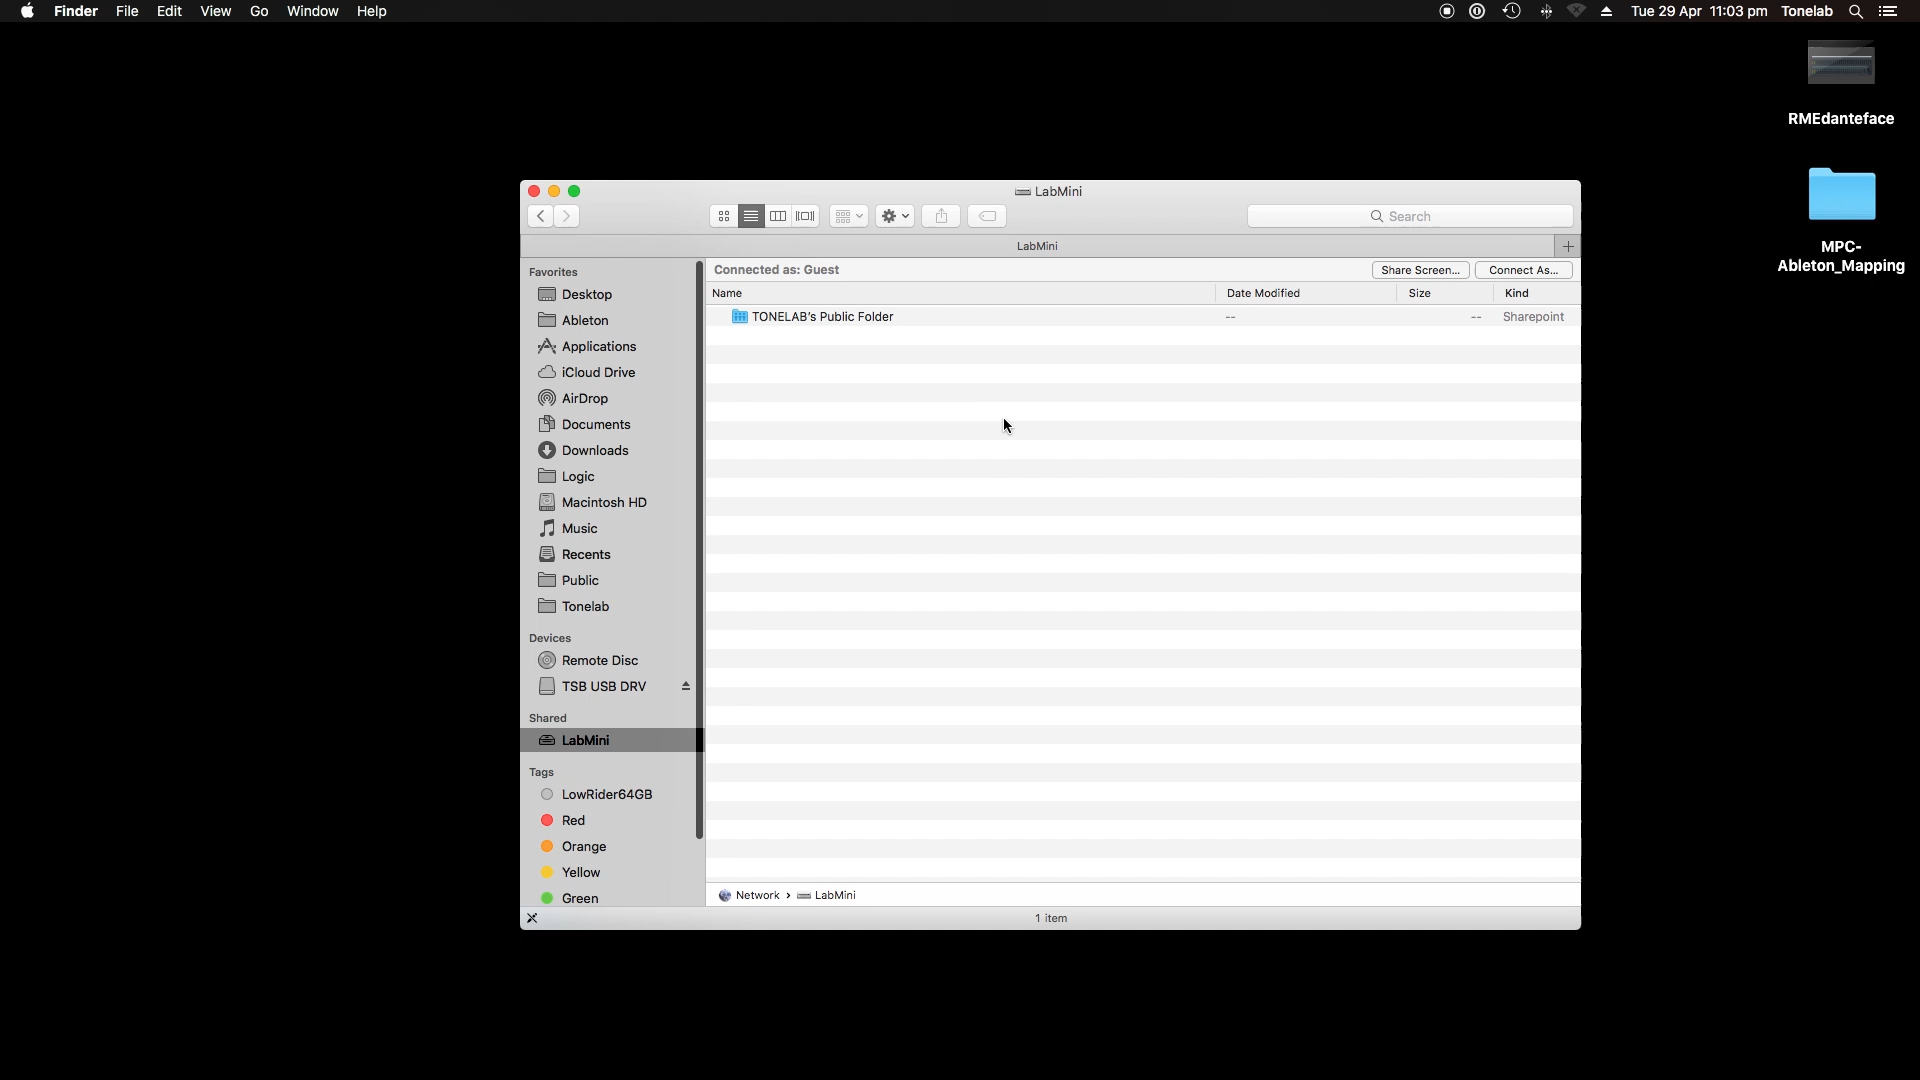 Finder File Edit View Go Window Help Tue 29 Apr 11:03 pm Tonelab
RMEdanteface
MPC-
Ableton_Mapping
LabMini
Search
LabMini
Favorites
Desktop
Ableton
Applications
iCloud Drive
AirDrop
Documents
Downloads
Logic
Macintosh HD
Music
Recents
Public
Tonelab
Devices
Remote Disc
TSB USB DRV
Shared
LabMini
Tags
LowRider64GB
Red
Orange
Yellow
Green
Connected as: Guest Share Screen... Connect As...
Name Date Modified Size Kind
TONELAB's Public Folder -- -- Sharepoint
Network › LabMini
1 item